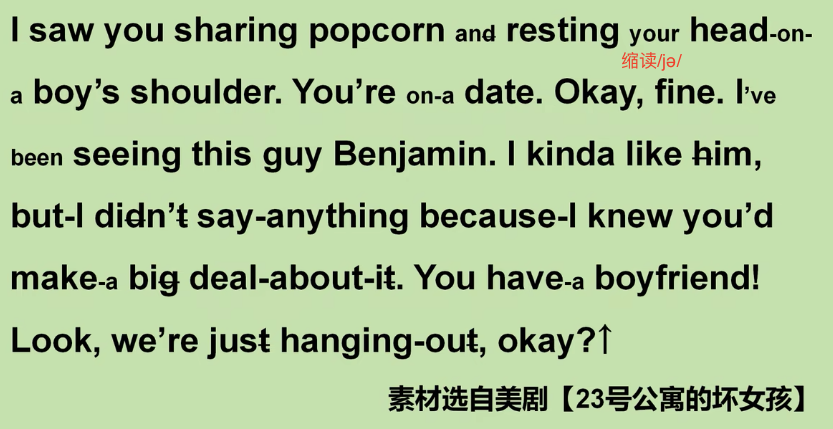 I saw you sharing popcorn and resting your head-on-
缩读/jə/
a boy’s shoulder. You’re on-a date. Okay, fine. I’ve
been seeing this guy Benjamin. I kinda like him,
but-I didn’t say-anything because-I knew you’d
make-a big deal-about-it. You have-a boyfriend!
Look, we’re just hanging-out, okay?↑
素材选自美剧【23号公寓的坏女孩】